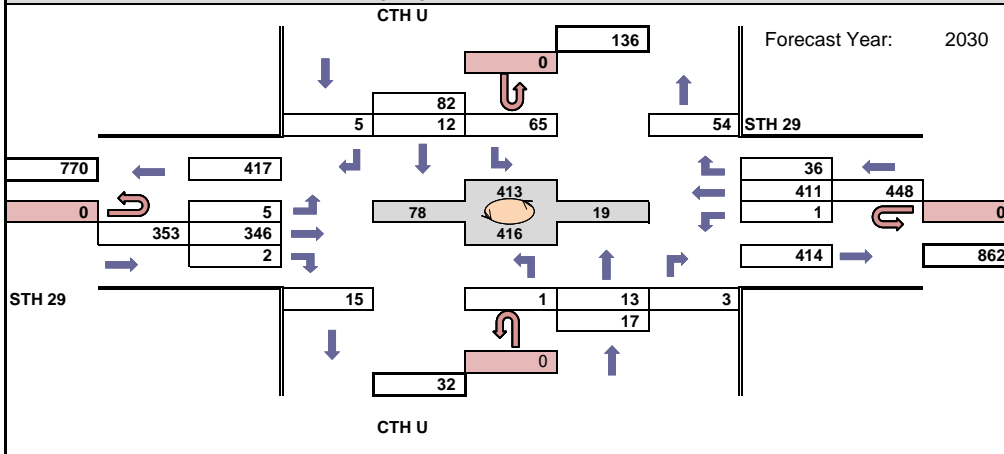 CTH U
136 Forecast Year: 2030
0
82
5 12 65 54 STH 29
770 417 36
413
411 448
0 5 78 19 1 0
353 346 416
2 414 862
STH 29 15 1 13 3
17
0
32
CTH U